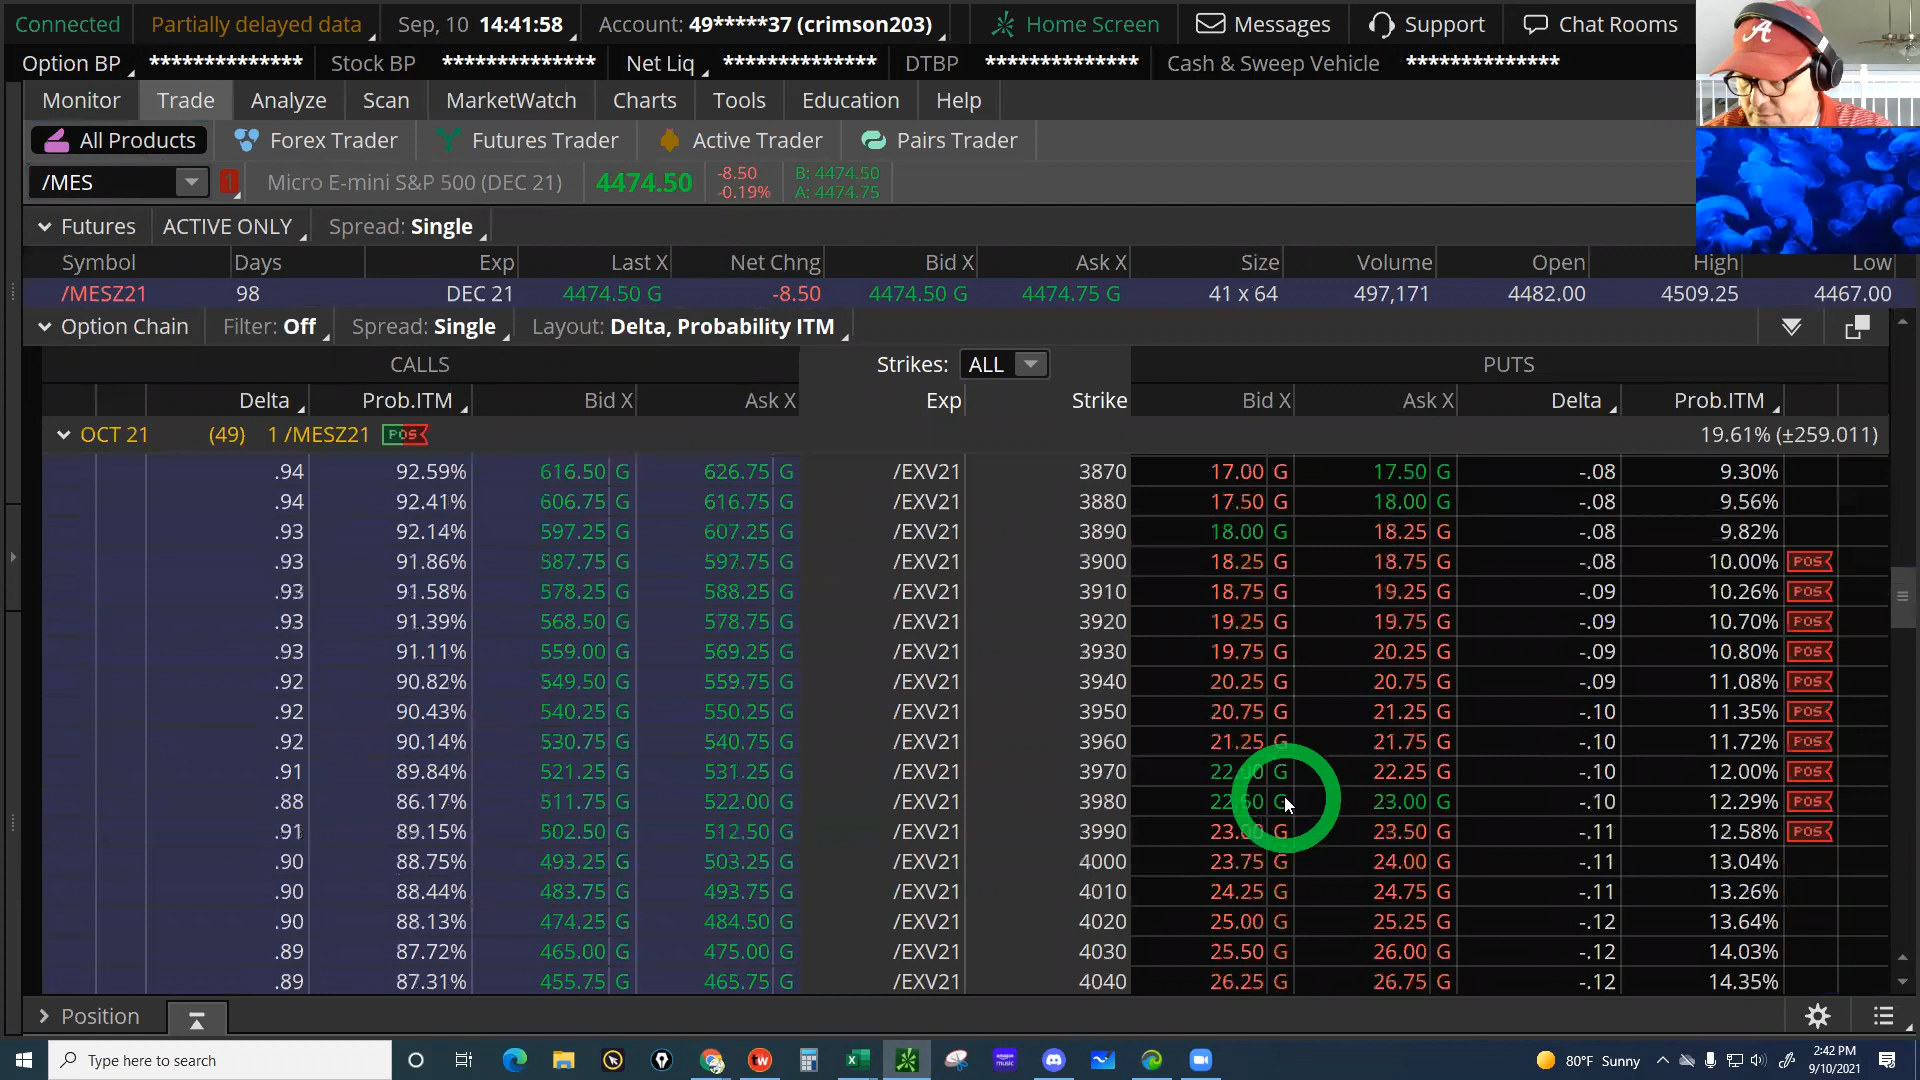 Connected Partially delayed data Sep, 10 14:41:58 Account: 49*****37 (crimson203) Home Screen Messages Support Chat Rooms
Option BP ************** Stock BP ************** Net Liq ************** DTBP ************** Cash & Sweep Vehicle **************
Monitor Trade Analyze Scan MarketWatch Charts Tools Education Help
All Products Forex Trader Futures Trader Active Trader Pairs Trader
/MES 1 Micro E-mini S&P 500 (DEC 21) 4474.50 -8.50 B: 4474.50
-0.19% A: 4474.75
Futures ACTIVE ONLY Spread: Single
Symbol Days Exp Last X Net Chng Bid X Ask X Size Volume Open High Low
/MESZ21 98 DEC 21 4474.50 G -8.50 4474.50 G 4474.75 G 41 x 64 497,171 4482.00 4509.25 4467.00
Option Chain Filter: Off Spread: Single Layout: Delta, Probability ITM
CALLS Strikes: ALL PUTS
Delta Prob.ITM Bid X Ask X Exp Strike Bid X Ask X Delta Prob.ITM
OCT 21 (49) 1 /MESZ21 POS 19.61% (±259.011)
.94 92.59% 616.50 G 626.75 G /EXV21 3870 17.00 G 17.50 G -.08 9.30%
.94 92.41% 606.75 G 616.75 G /EXV21 3880 17.50 G 18.00 G -.08 9.56%
.93 92.14% 597.25 G 607.25 G /EXV21 3890 18.00 G 18.25 G -.08 9.82%
.93 91.86% 587.75 G 597.75 G /EXV21 3900 18.25 G 18.75 G -.08 10.00% POS
.93 91.58% 578.25 G 588.25 G /EXV21 3910 18.75 G 19.25 G -.09 10.26% POS
.93 91.39% 568.50 G 578.75 G /EXV21 3920 19.25 G 19.75 G -.09 10.70% POS
.93 91.11% 559.00 G 569.25 G /EXV21 3930 19.75 G 20.25 G -.09 10.80% POS
.92 90.82% 549.50 G 559.75 G /EXV21 3940 20.25 G 20.75 G -.09 11.08% POS
.92 90.43% 540.25 G 550.25 G /EXV21 3950 20.75 G 21.25 G -.10 11.35% POS
.92 90.14% 530.75 G 540.75 G /EXV21 3960 21.25 G 21.75 G -.10 11.72% POS
.91 89.84% 521.25 G 531.25 G /EXV21 3970 22.00 G 22.25 G -.10 12.00% POS
.88 86.17% 511.75 G 522.00 G /EXV21 3980 22.50 G 23.00 G -.10 12.29% POS
.91 89.15% 502.50 G 512.50 G /EXV21 3990 23.00 G 23.50 G -.11 12.58% POS
.90 88.75% 493.25 G 503.25 G /EXV21 4000 23.75 G 24.00 G -.11 13.04%
.90 88.44% 483.75 G 493.75 G /EXV21 4010 24.25 G 24.75 G -.11 13.26%
.90 88.13% 474.25 G 484.50 G /EXV21 4020 25.00 G 25.25 G -.12 13.64%
.89 87.72% 465.00 G 475.00 G /EXV21 4030 25.50 G 26.00 G -.12 14.03%
.89 87.31% 455.75 G 465.75 G /EXV21 4040 26.25 G 26.75 G -.12 14.35%
Position
Type here to search 80°F Sunny 2:42 PM
9/10/2021